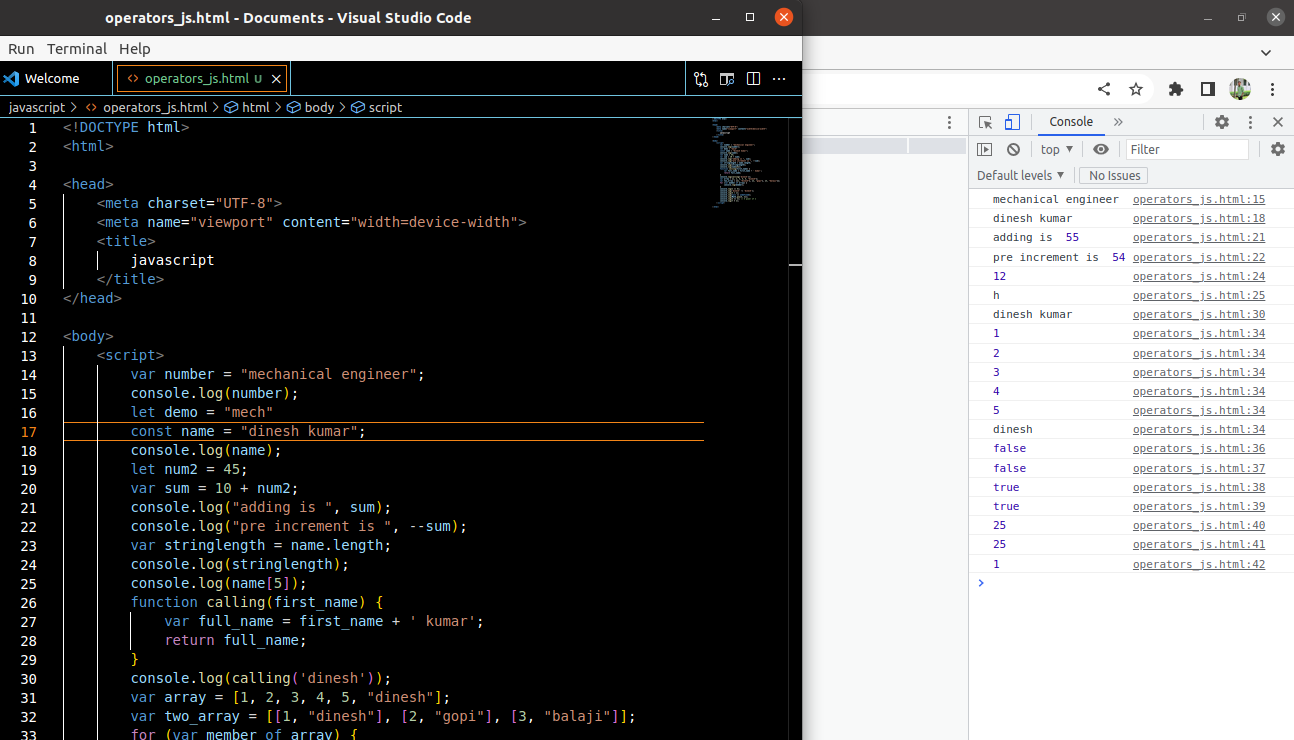 operators_js.html - Documents - Visual Studio Code
Run Terminal Help
Welcome
operators_js.html U
javascript > operators_js.html > html > body > script
1 <!DOCTYPE html>
2 <html>
3
4 <head>
5 <meta charset="UTF-8">
6 <meta name="viewport" content="width=device-width">
7 <title>
8 javascript
9 </title>
10 </head>
11
12 <body>
13 <script>
14 var number = "mechanical engineer";
15 console.log(number);
16 let demo = "mech"
17 const name = "dinesh kumar";
18 console.log(name);
19 let num2 = 45;
20 var sum = 10 + num2;
21 console.log("adding is ", sum);
22 console.log("pre increment is ", --sum);
23 var stringlength = name.length;
24 console.log(stringlength);
25 console.log(name[5]);
26 function calling(first_name) {
27 var full_name = first_name + ' kumar';
28 return full_name;
29 }
30 console.log(calling('dinesh'));
31 var array = [1, 2, 3, 4, 5, "dinesh"];
32 var two_array = [[1, "dinesh"], [2, "gopi"], [3, "balaji"]];
33 for (var member of array) {
Console
top
Filter
Default levels
No Issues
mechanical engineer operators_js.html:15
dinesh kumar operators_js.html:18
adding is 55 operators_js.html:21
pre increment is 54 operators_js.html:22
12 operators_js.html:24
h operators_js.html:25
dinesh kumar operators_js.html:30
1 operators_js.html:34
2 operators_js.html:34
3 operators_js.html:34
4 operators_js.html:34
5 operators_js.html:34
dinesh operators_js.html:34
false operators_js.html:36
false operators_js.html:37
true operators_js.html:38
true operators_js.html:39
25 operators_js.html:40
25 operators_js.html:41
1 operators_js.html:42